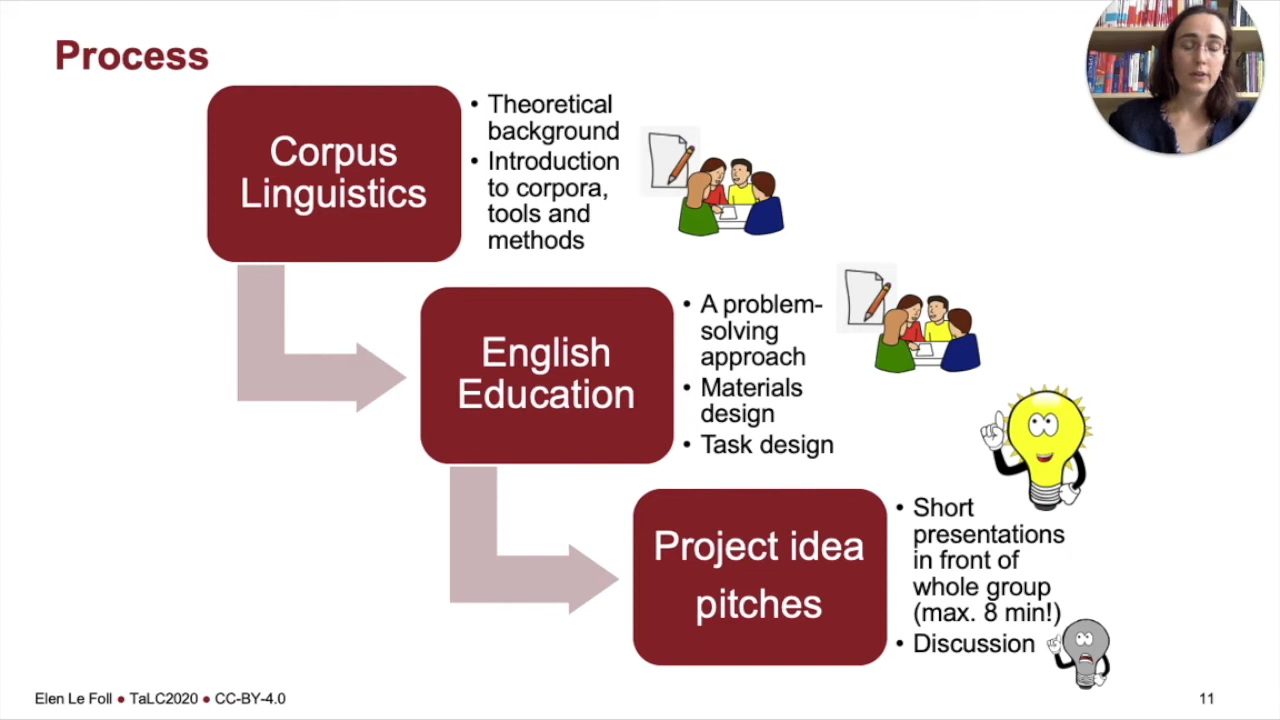 Process
Corpus
Linguistics
• Theoretical
background
• Introduction
to corpora,
tools and
methods
English
Education
• A problem-
solving
approach
• Materials
design
• Task design
Project idea
pitches
• Short
presentations
in front of
whole group
(max. 8 min!)
• Discussion
Elen Le Foll ● TaLC2020 ● CC-BY-4.0
11